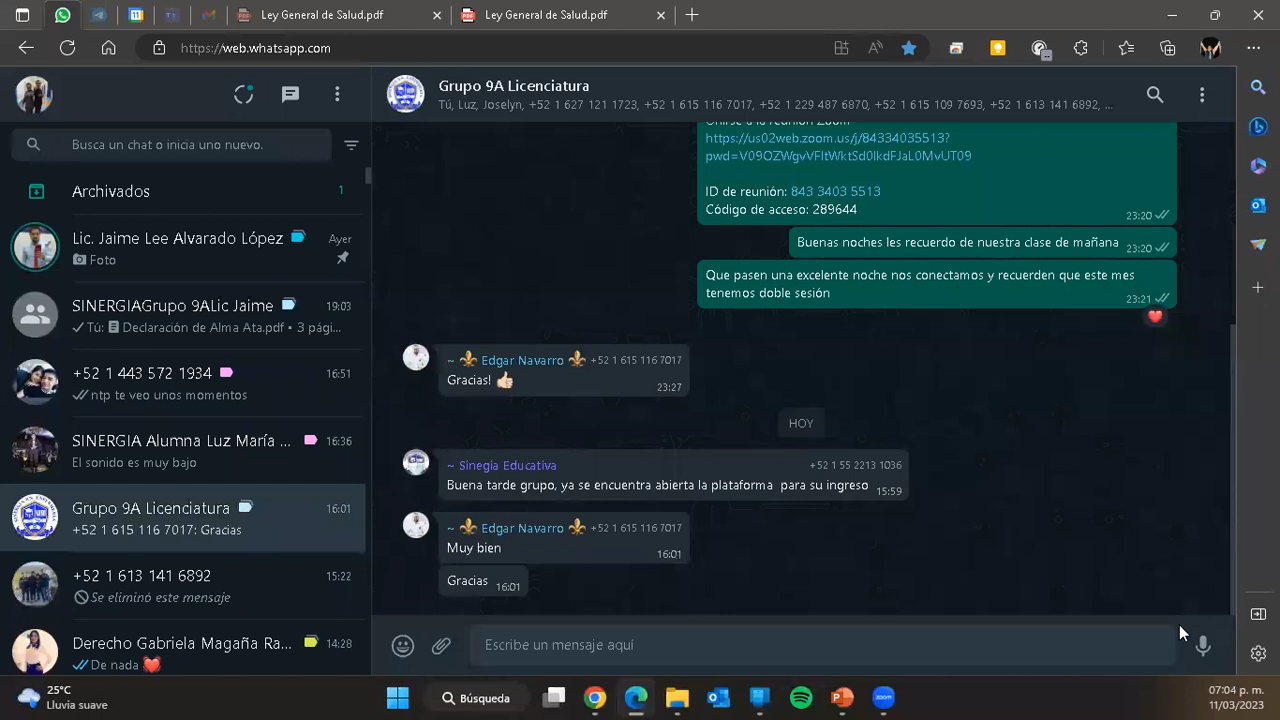 Ley General de Salud.pdf
Ley General de Salud.pdf
https://web.whatsapp.com
Grupo 9A Licenciatura
Tú, Luz, Joselyn, +52 1 627 121 1723, +52 1 615 116 7017, +52 1 229 487 6870, +52 1 615 109 7693, +52 1 613 141 6892, ...
Busca un chat o inicia uno nuevo.
Archivados 1
Lic. Jaime Lee Alvarado López Ayer
Foto
SINERGIAGrupo 9ALic Jaime 19:03
Tú: Declaración de Alma Ata.pdf • 3 pág...
+52 1 443 572 1934 16:51
ntp te veo unos momentos
SINERGIA Alumna Luz María ... 16:36
El sonido es muy bajo
Grupo 9A Licenciatura 16:01
+52 1 615 116 7017: Gracias
+52 1 613 141 6892 15:22
Se eliminó este mensaje
Derecho Gabriela Magaña Ra... 14:28
De nada
https://us02web.zoom.us/j/84334035513?
ID de reunión: 843 3403 5513
Código de acceso: 289644
23:20
Buenas noches les recuerdo de nuestra clase de mañana 23:20
Que pasen una excelente noche nos conectamos y recuerden que este mes
tenemos doble sesión 23:21
~ ⚜ Edgar Navarro ⚜ +52 1 615 116 7017
Gracias! 👍🏻 23:27
HOY
~ Sinegia Educativa +52 1 55 2213 1036
Buena tarde grupo, ya se encuentra abierta la plataforma para su ingreso 15:59
~ ⚜ Edgar Navarro ⚜ +52 1 615 116 7017
Muy bien 16:01
Gracias 16:01
Escribe un mensaje aquí
25°C
Lluvia suave
Búsqueda
07:04 p. m.
11/03/2023